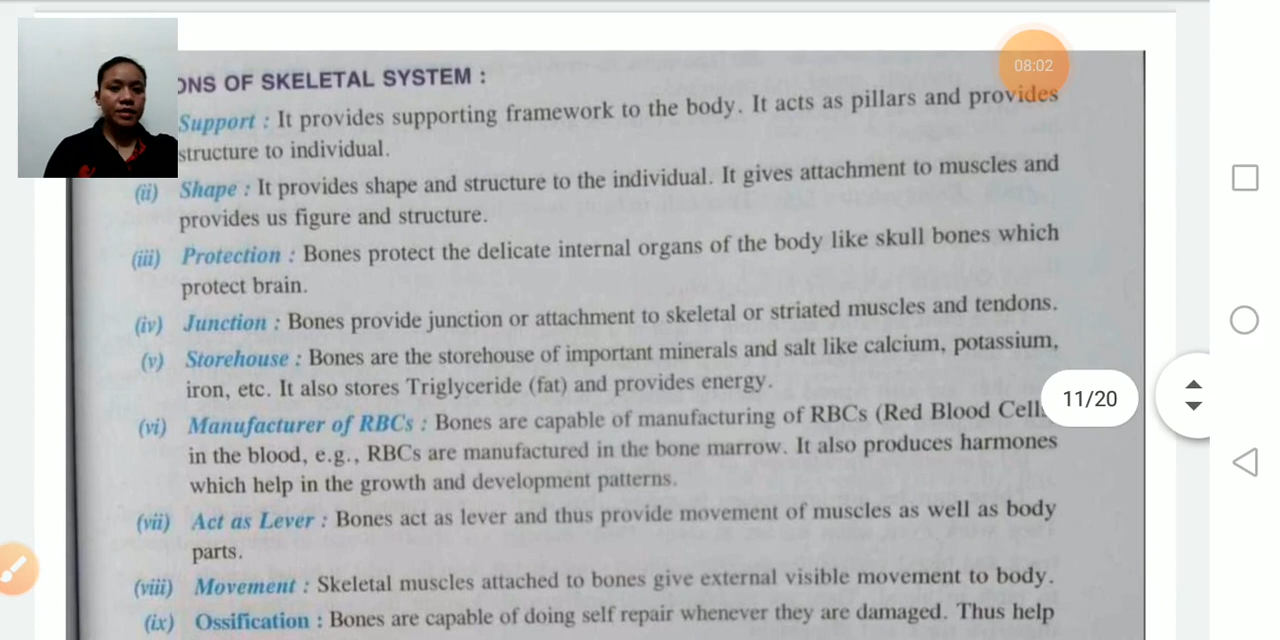 ONS OF SKELETAL SYSTEM :
08:02
Support : It provides supporting framework to the body. It acts as pillars and provides
structure to individual.
(ii) Shape : It provides shape and structure to the individual. It gives attachment to muscles and
provides us figure and structure.
(iii) Protection : Bones protect the delicate internal organs of the body like skull bones which
protect brain.
(iv) Junction : Bones provide junction or attachment to skeletal or striated muscles and tendons.
(v) Storehouse : Bones are the storehouse of important minerals and salt like calcium, potassium,
iron, etc. It also stores Triglyceride (fat) and provides energy.
11/20
(vi) Manufacturer of RBCs : Bones are capable of manufacturing of RBCs (Red Blood Cell
in the blood, e.g., RBCs are manufactured in the bone marrow. It also produces harmones
which help in the growth and development patterns.
(vii) Act as Lever : Bones act as lever and thus provide movement of muscles as well as body
parts.
(viii) Movement : Skeletal muscles attached to bones give external visible movement to body.
(ix) Ossification : Bones are capable of doing self repair whenever they are damaged. Thus help